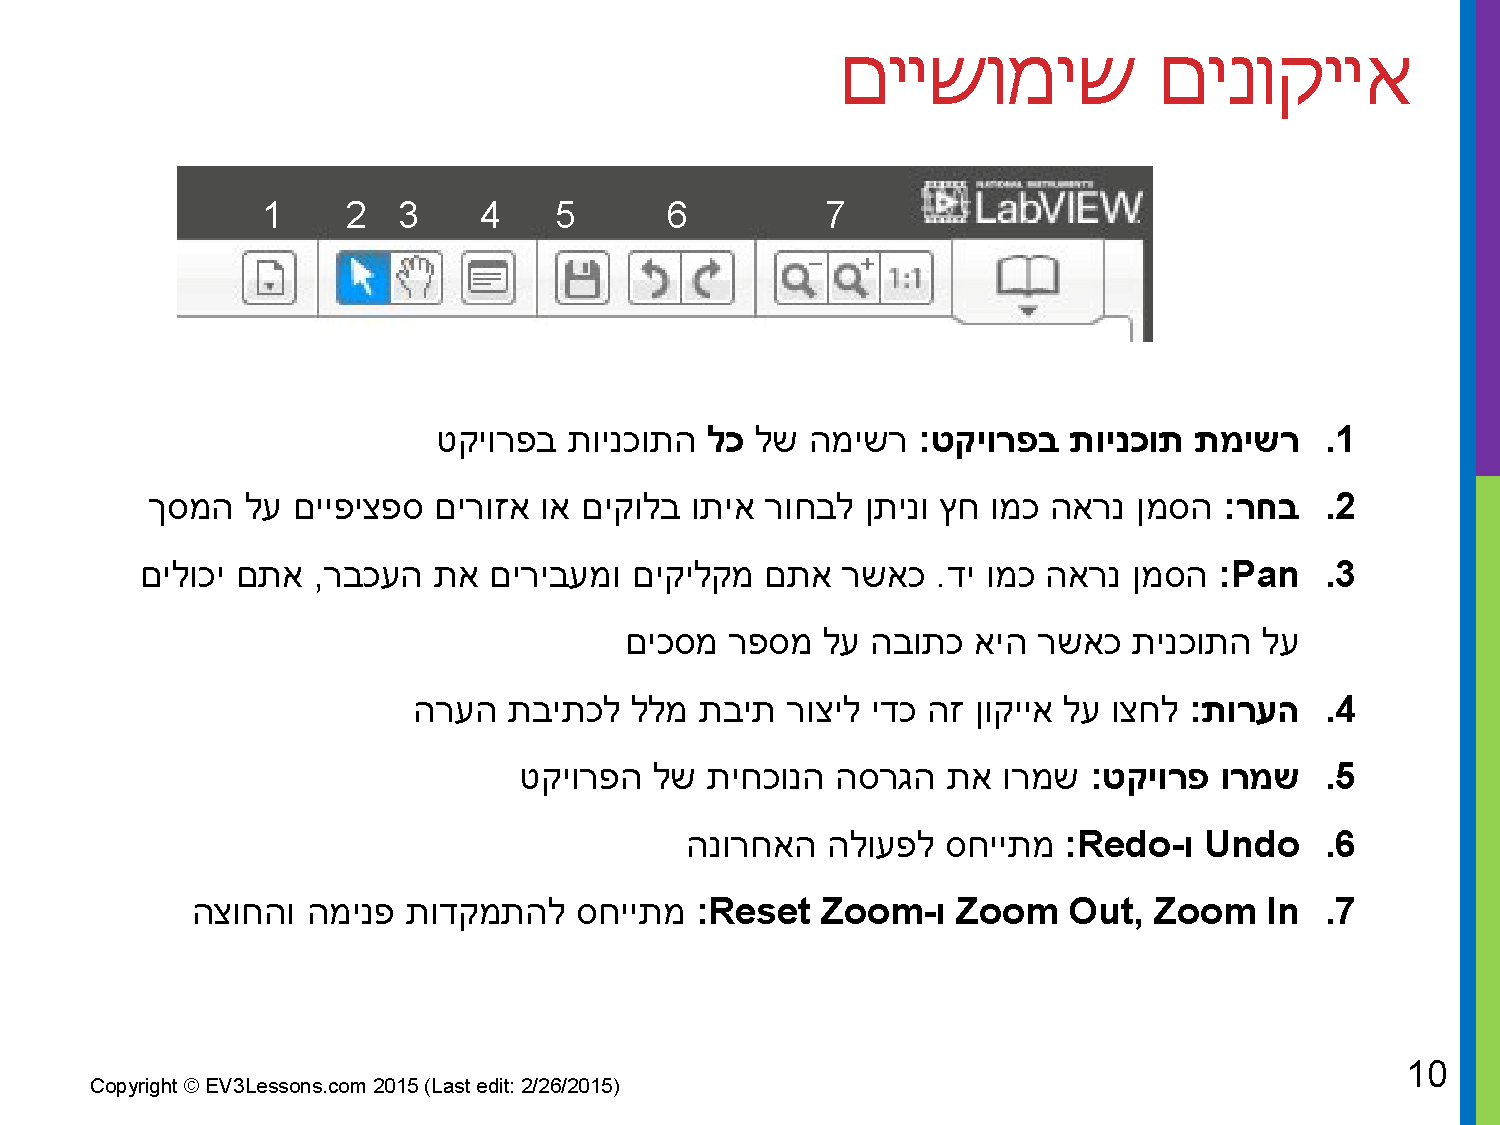 אייקונים שימושיים
1 2 3 4 5 6 7
NATIONAL INSTRUMENTS
LabVIEW
1:1
1. רשימת תוכניות בפרויקט: רשימה של כל התוכניות בפרויקט
2. בחר: הסמן נראה כמו חץ וניתן לבחור איתו בלוקים או אזורים ספציפיים על המסך
3. Pan: הסמן נראה כמו יד. כאשר אתם מקליקים ומעבירים את העכבר, אתם יכולים
על התוכנית כאשר היא כתובה על מספר מסכים
4. הערות: לחצו על אייקון זה כדי ליצור תיבת מלל לכתיבת הערה
5. שמרו פרויקט: שמרו את הגרסה הנוכחית של הפרויקט
6. Undo ו-Redo: מתייחס לפעולה האחרונה
7. Zoom Out, Zoom In ו-Reset Zoom: מתייחס להתמקדות פנימה והחוצה
Copyright © EV3Lessons.com 2015 (Last edit: 2/26/2015)
10